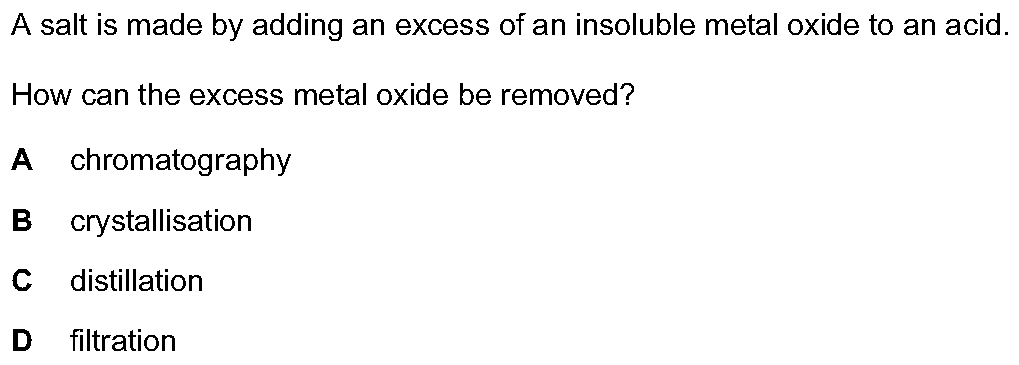 A salt is made by adding an excess of an insoluble metal oxide to an acid.
How can the excess metal oxide be removed?
A chromatography
B crystallisation
C distillation
D filtration